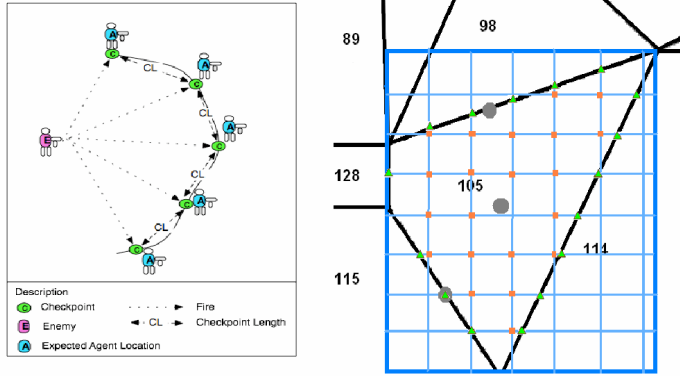 A
C
CL
A
C
CL
E
A
C
CL
C
A
CL
C
A
Description
C Checkpoint
Fire
E Enemy
CL Checkpoint Length
A Expected Agent Location
98
89
128
105
114
115